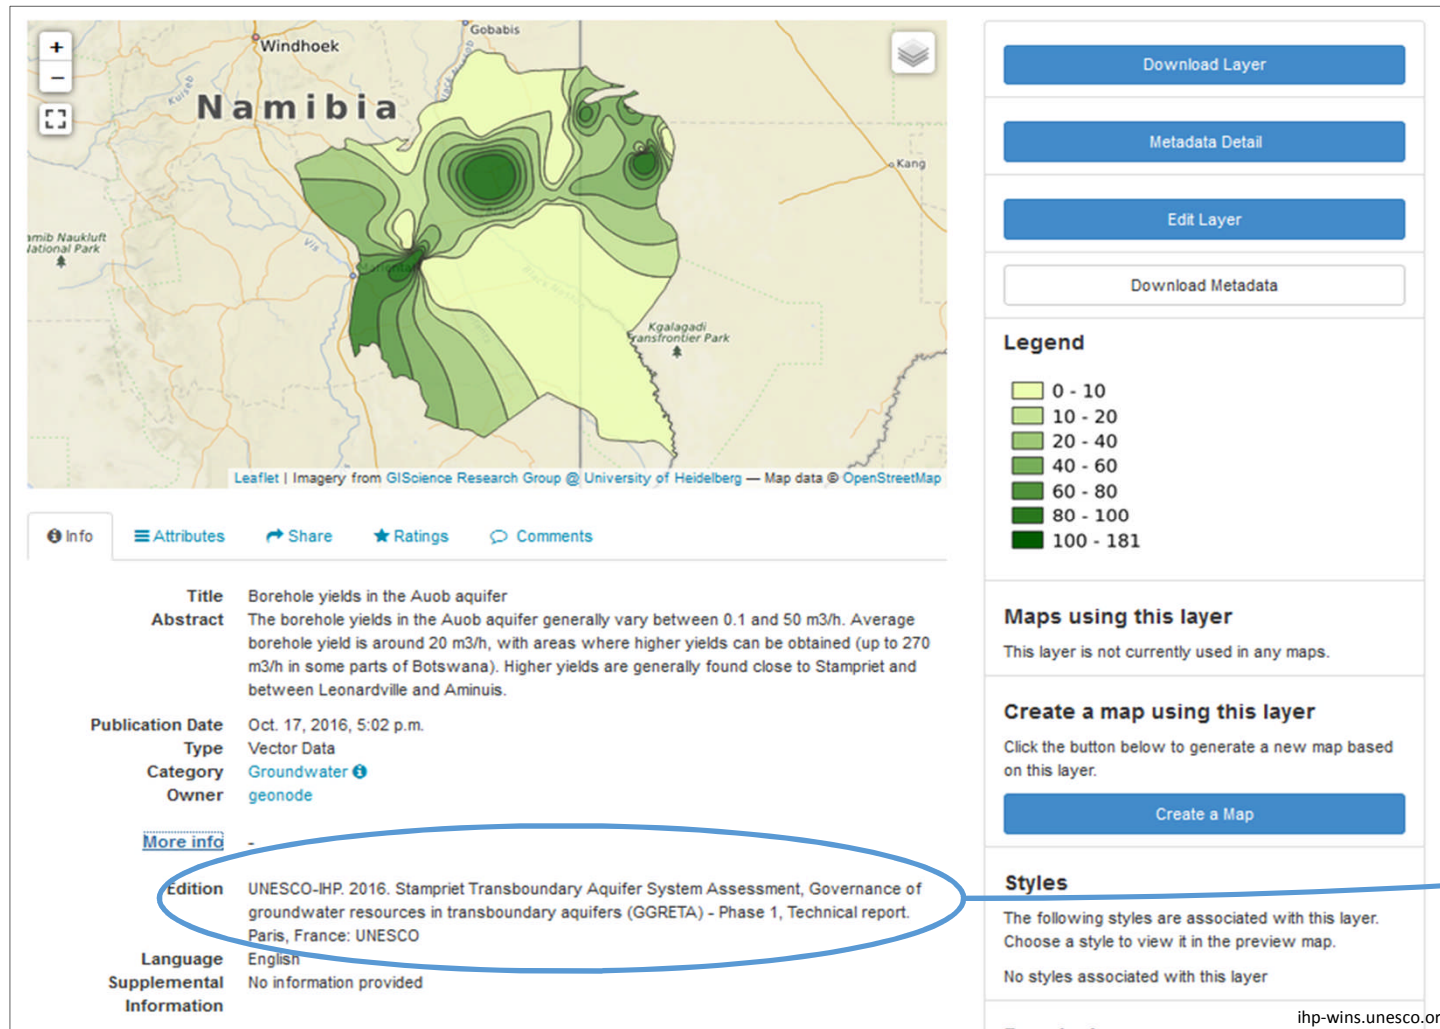 +
−
Gobabis
Windhoek
Namibia
Kuiseb
Kang
Namib Naukluft
National Park
Vis
Mariental
Kgalagadi
Transfrontier Park
Leaflet | Imagery from GIScience Research Group @ University of Heidelberg — Map data © OpenStreetMap
Info
Attributes
Share
Ratings
Comments
Title
Borehole yields in the Auob aquifer
Abstract
The borehole yields in the Auob aquifer generally vary between 0.1 and 50 m3/h. Average
borehole yield is around 20 m3/h, with areas where higher yields can be obtained (up to 270
m3/h in some parts of Botswana). Higher yields are generally found close to Stampriet and
between Leonardville and Aminuis.
Publication Date
Oct. 17, 2016, 5:02 p.m.
Type
Vector Data
Category
Groundwater
Owner
geonode
More info
-
Edition
UNESCO-IHP. 2016. Stampriet Transboundary Aquifer System Assessment, Governance of
groundwater resources in transboundary aquifers (GGRETA) - Phase 1, Technical report.
Paris, France: UNESCO
Language
English
Supplemental
Information
No information provided
Download Layer
Metadata Detail
Edit Layer
Download Metadata
Legend
0 - 10
10 - 20
20 - 40
40 - 60
60 - 80
80 - 100
100 - 181
Maps using this layer
This layer is not currently used in any maps.
Create a map using this layer
Click the button below to generate a new map based
on this layer.
Create a Map
Styles
The following styles are associated with this layer.
Choose a style to view it in the preview map.
No styles associated with this layer
ihp-wins.unesco.or